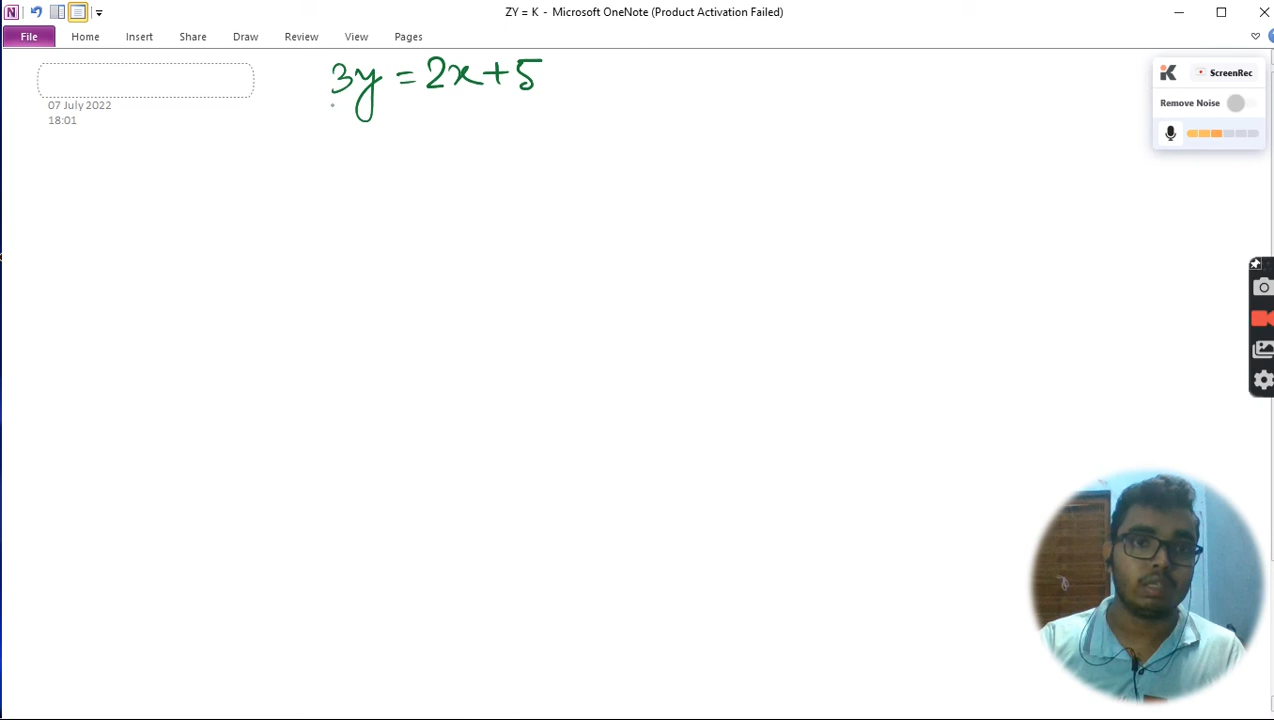 ZY = K - Microsoft OneNote (Product Activation Failed)
File Home Insert Share Draw Review View Pages
3y = 2x+5
07 July 2022
18:01
ScreenRec
Remove Noise